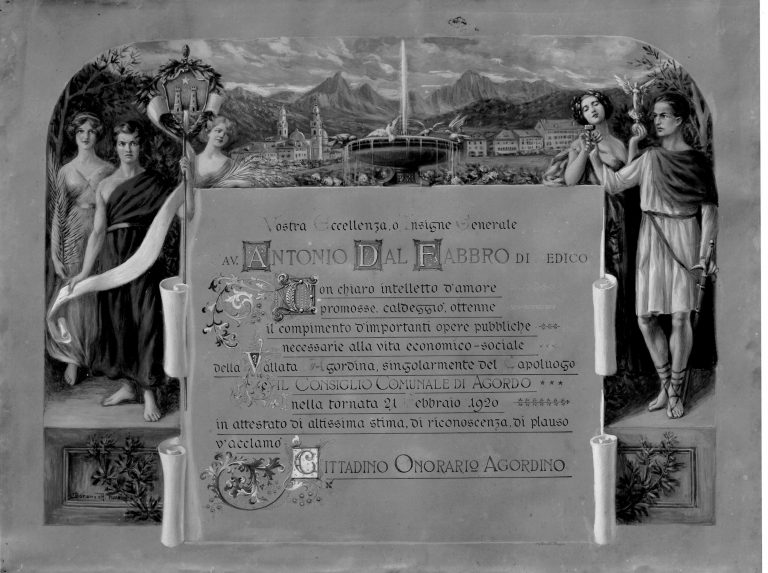 Vostra Eccellenza, o Insigne Generale
AV. ANTONIO DAL FABBRO DI EDICO
Con chiaro intelletto d'amore
promosse, caldeggiò, ottenne
il compimento d'importanti opere pubbliche
necessarie alla vita economico-sociale
della Vallata Agordina, singolarmente del Capoluogo
IL CONSIGLIO COMUNALE DI AGORDO
nella tornata 21 Febbraio 1920
in attestato di altissima stima, di riconoscenza, di plauso
v'acclamò
CITTADINO ONORARIO AGORDINO